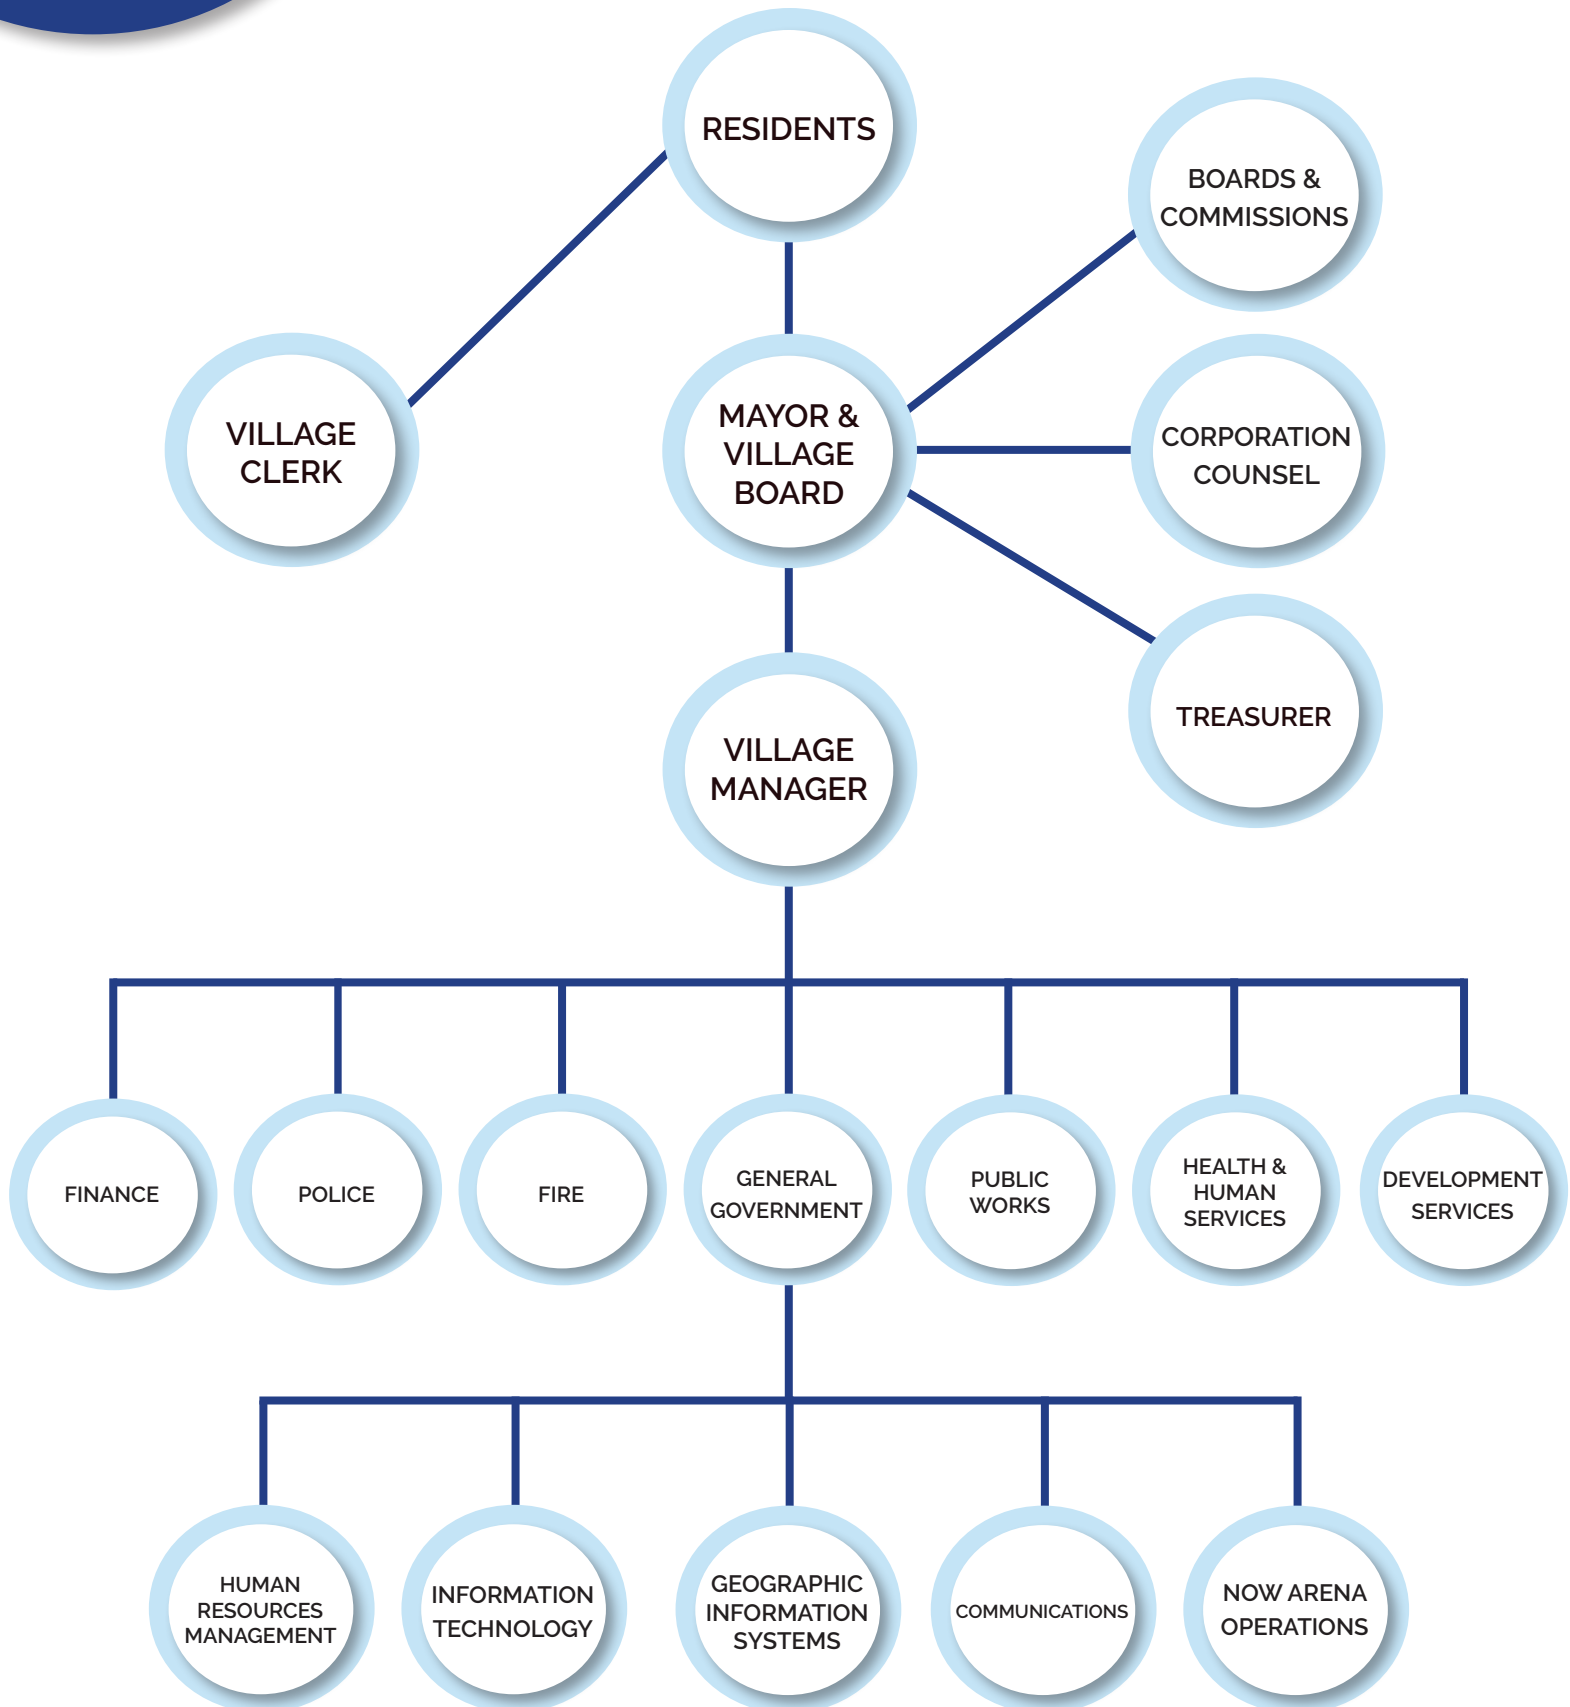 RESIDENTS
BOARDS &
COMMISSIONS
VILLAGE
CLERK
MAYOR &
VILLAGE
BOARD
CORPORATION
COUNSEL
TREASURER
VILLAGE
MANAGER
FINANCE
POLICE
FIRE
GENERAL
GOVERNMENT
PUBLIC
WORKS
HEALTH &
HUMAN
SERVICES
DEVELOPMENT
SERVICES
HUMAN
RESOURCES
MANAGEMENT
INFORMATION
TECHNOLOGY
GEOGRAPHIC
INFORMATION
SYSTEMS
COMMUNICATIONS
NOW ARENA
OPERATIONS